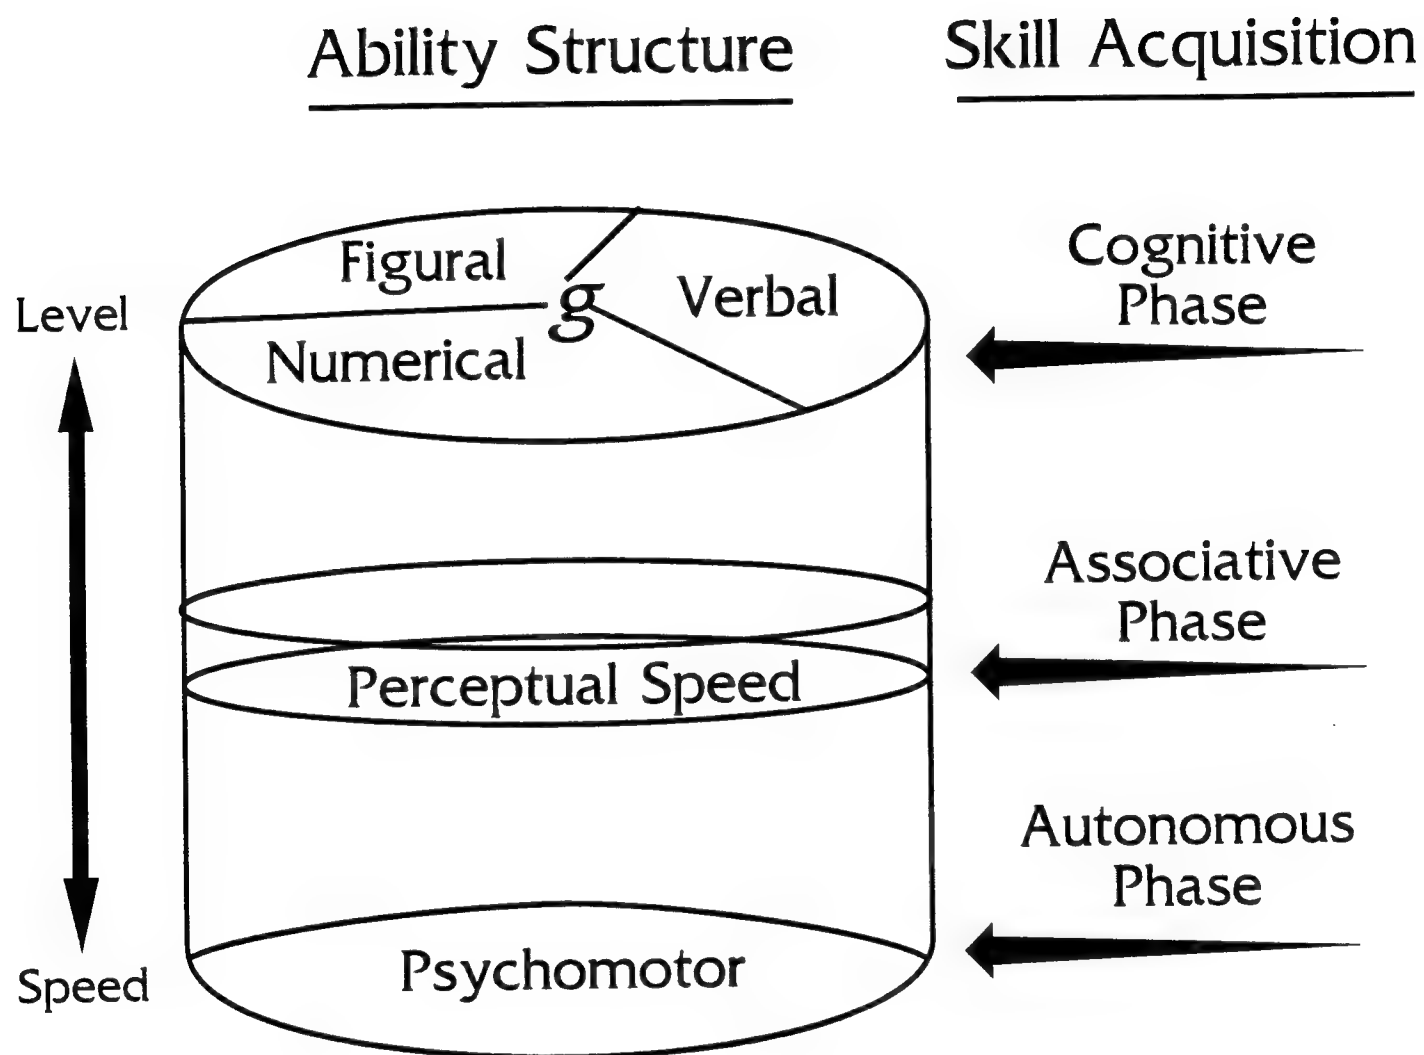 Ability Structure
Skill Acquisition
Figural
g
Verbal
Numerical
Level
Speed
Cognitive
Phase
Associative
Phase
Perceptual Speed
Autonomous
Phase
Psychomotor